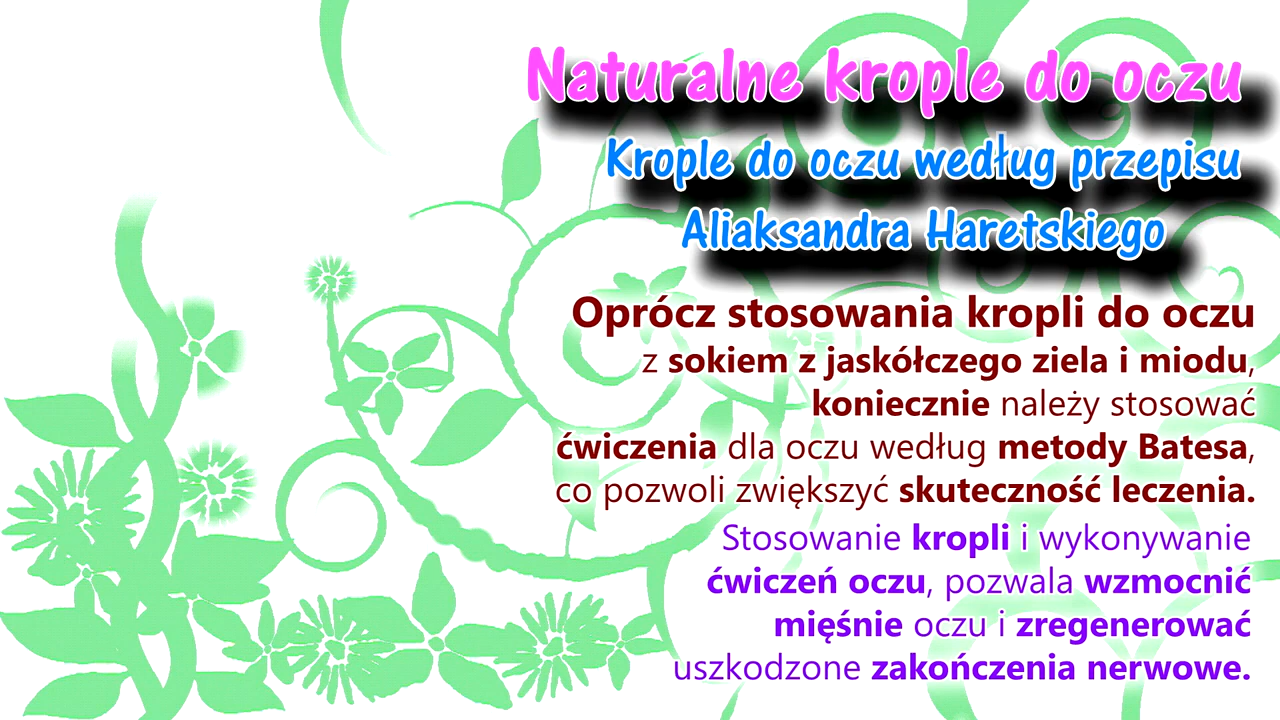 Naturalne krople do oczu
Krople do oczu według przepisu
Aliaksandra Haretskiego
Oprócz stosowania kropli do oczu
z sokiem z jaskółczego ziela i miodu,
koniecznie należy stosować
ćwiczenia dla oczu według metody Batesa,
co pozwoli zwiększyć skuteczność leczenia.
Stosowanie kropli i wykonywanie
ćwiczeń oczu, pozwala wzmocnić
mięśnie oczu i zregenerować
uszkodzone zakończenia nerwowe.